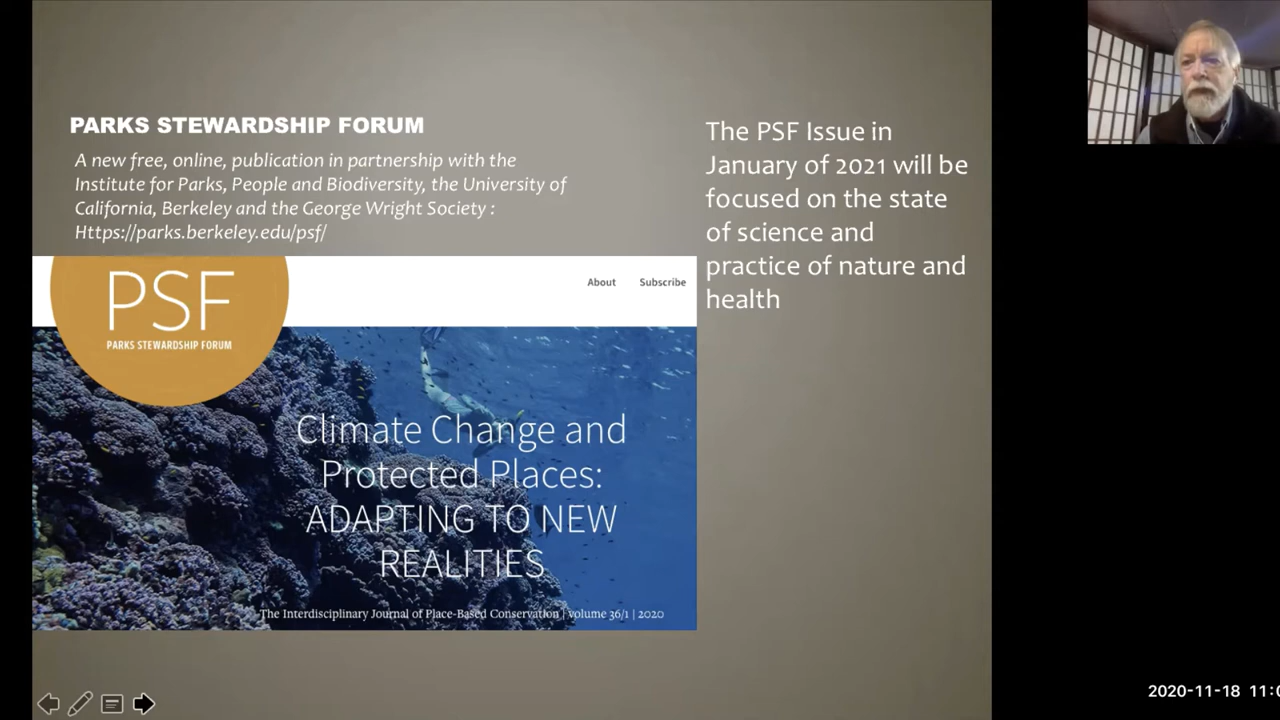 PARKS STEWARDSHIP FORUM
A new free, online, publication in partnership with the
Institute for Parks, People and Biodiversity, the University of
California, Berkeley and the George Wright Society :
Https://parks.berkeley.edu/psf/
The PSF Issue in
January of 2021 will be
focused on the state
of science and
practice of nature and
health
PSF
PARKS STEWARDSHIP FORUM
About Subscribe
Climate Change and
Protected Places:
ADAPTING TO NEW
REALITIES
The Interdisciplinary Journal of Place-Based Conservation | volume 36/1 | 2020
2020-11-18 11:0